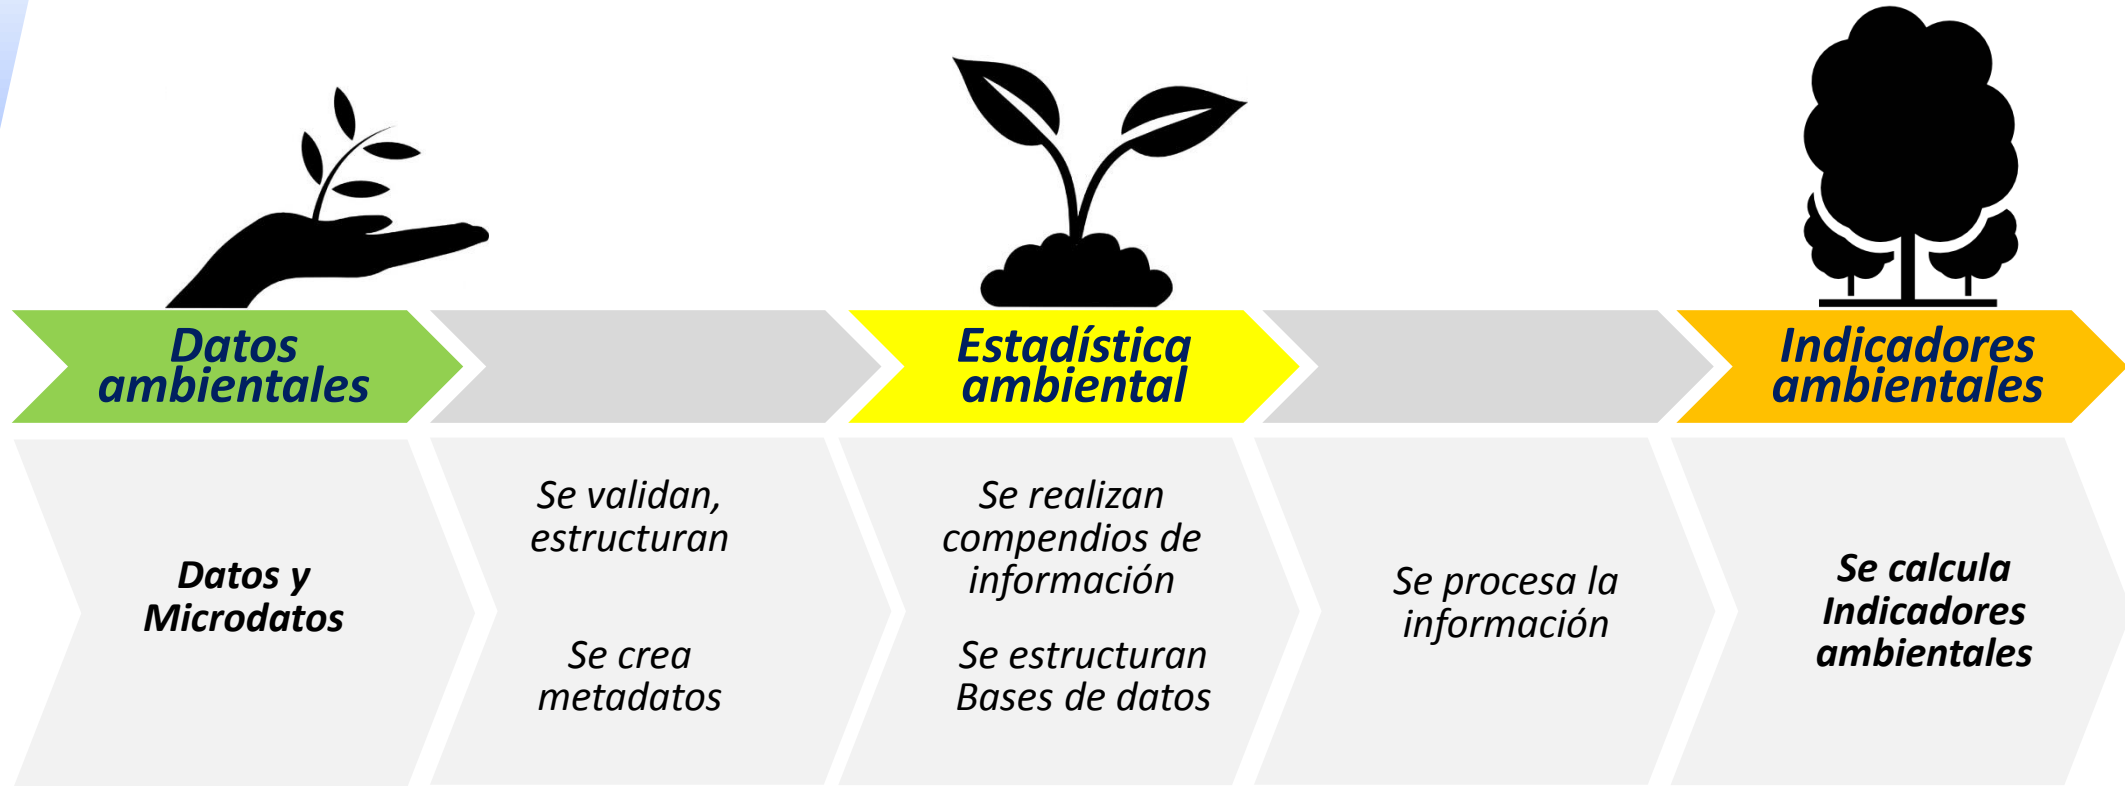 Datos
ambientales
Estadística
ambiental
Indicadores
ambientales
Datos y
Microdatos
Se validan,
estructuran
Se crea
metadatos
Se realizan
compendios de
información
Se estructuran
Bases de datos
Se procesa la
información
Se calcula
Indicadores
ambientales